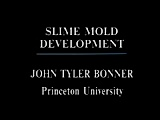 SLIME MOLD
DEVELOPMENT
JOHN TYLER BONNER
Princeton University